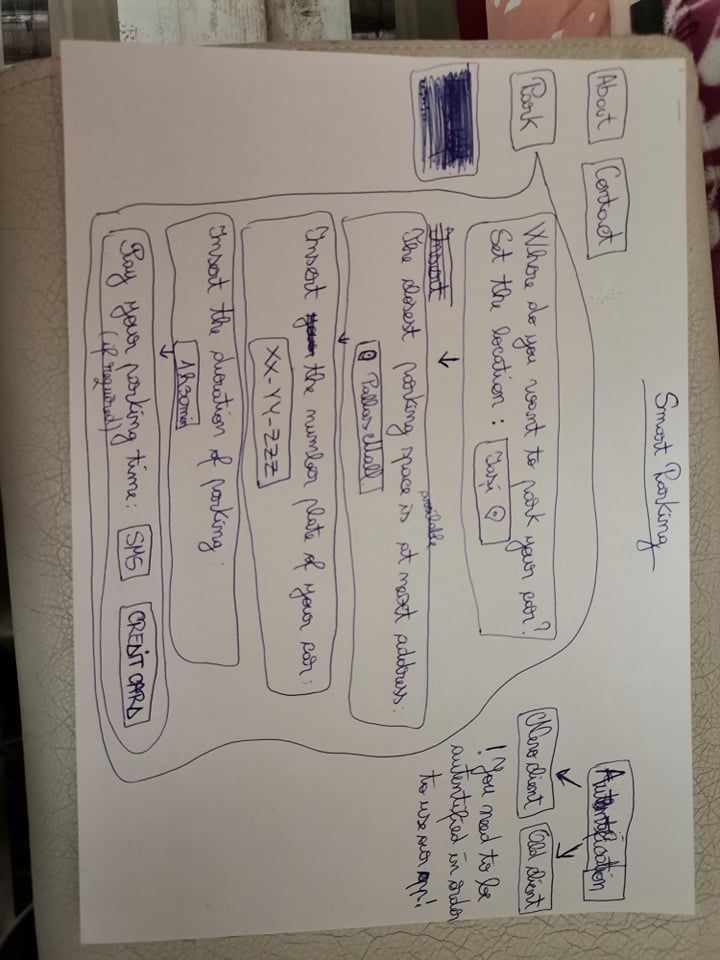 Smart Parking
About
Contact
Autentification
Park
New client
Old client
! You need to be
autentified in order
to use our app!
Where do you want to park your car?
Set the location : Iași
Insert
available
The closest parking space is at next address:
Pallas Mall
Insert your the number plate of your car:
XX-YY-ZZZ
Insert the duration of parking:
1h30min
Pay your parking time: SMS CREDIT CARD
(if required)